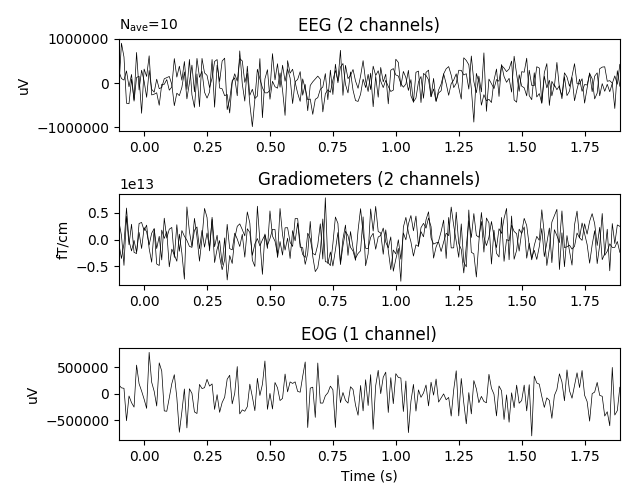 N_ave=10
EEG (2 channels)
1000000
0
−1000000
uV
0.00 0.25 0.50 0.75 1.00 1.25 1.50 1.75
1e13
Gradiometers (2 channels)
0.5
0.0
−0.5
fT/cm
0.00 0.25 0.50 0.75 1.00 1.25 1.50 1.75
EOG (1 channel)
500000
0
−500000
uV
0.00 0.25 0.50 0.75 1.00 1.25 1.50 1.75
Time (s)